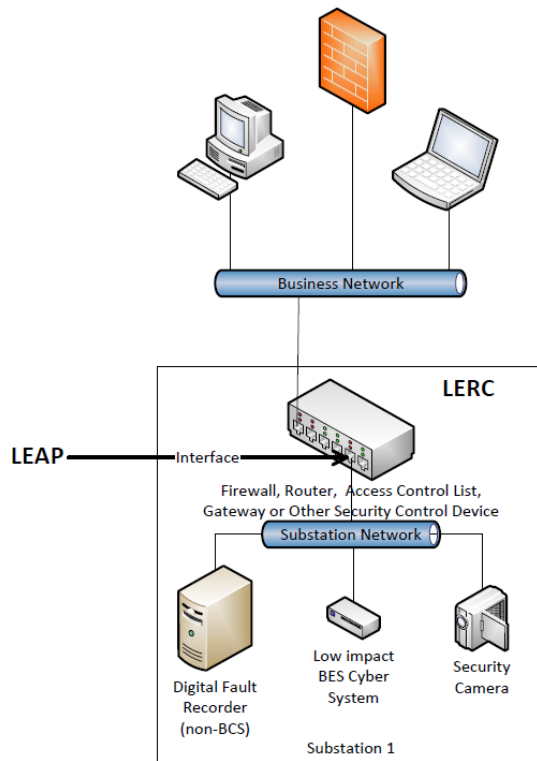 Business Network
LERC
LEAP
Interface
Firewall, Router, Access Control List,
Gateway or Other Security Control Device
Substation Network
Digital Fault
Recorder
(non-BCS)
Low impact
BES Cyber
System
Security
Camera
Substation 1